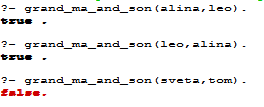 ?- grand_ma_and_son(alina,leo).
true .
?- grand_ma_and_son(leo,alina).
true .
?- grand_ma_and_son(sveta,tom).
false.